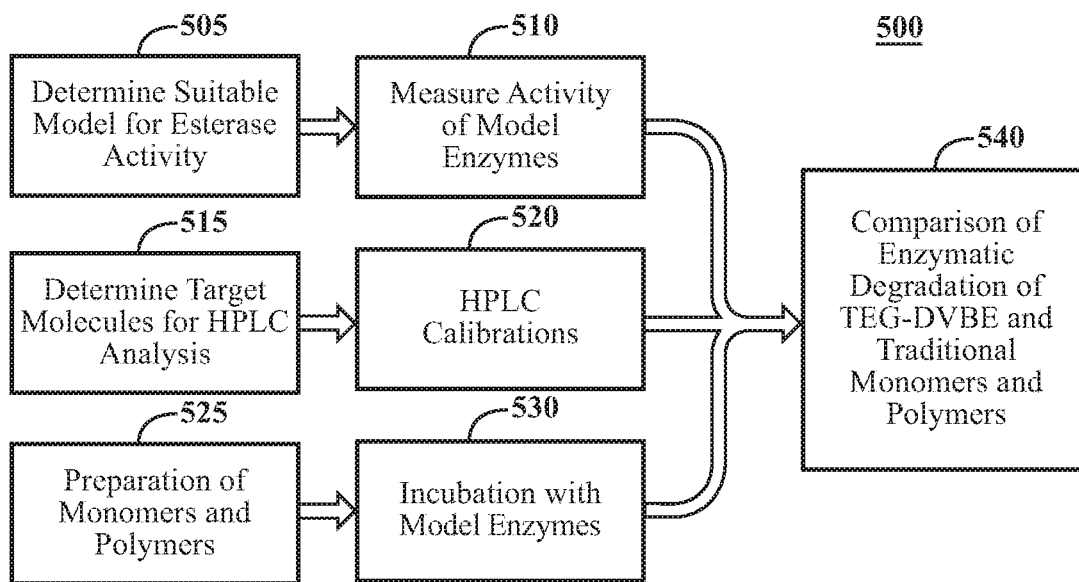 500
505
Determine Suitable
Model for Esterase
Activity
510
Measure Activity
of Model
Enzymes
515
Determine Target
Molecules for HPLC
Analysis
520
HPLC
Calibrations
525
Preparation of
Monomers and
Polymers
530
Incubation with
Model Enzymes
540
Comparison of
Enzymatic
Degradation of
TEG-DVBE and
Traditional
Monomers and
Polymers